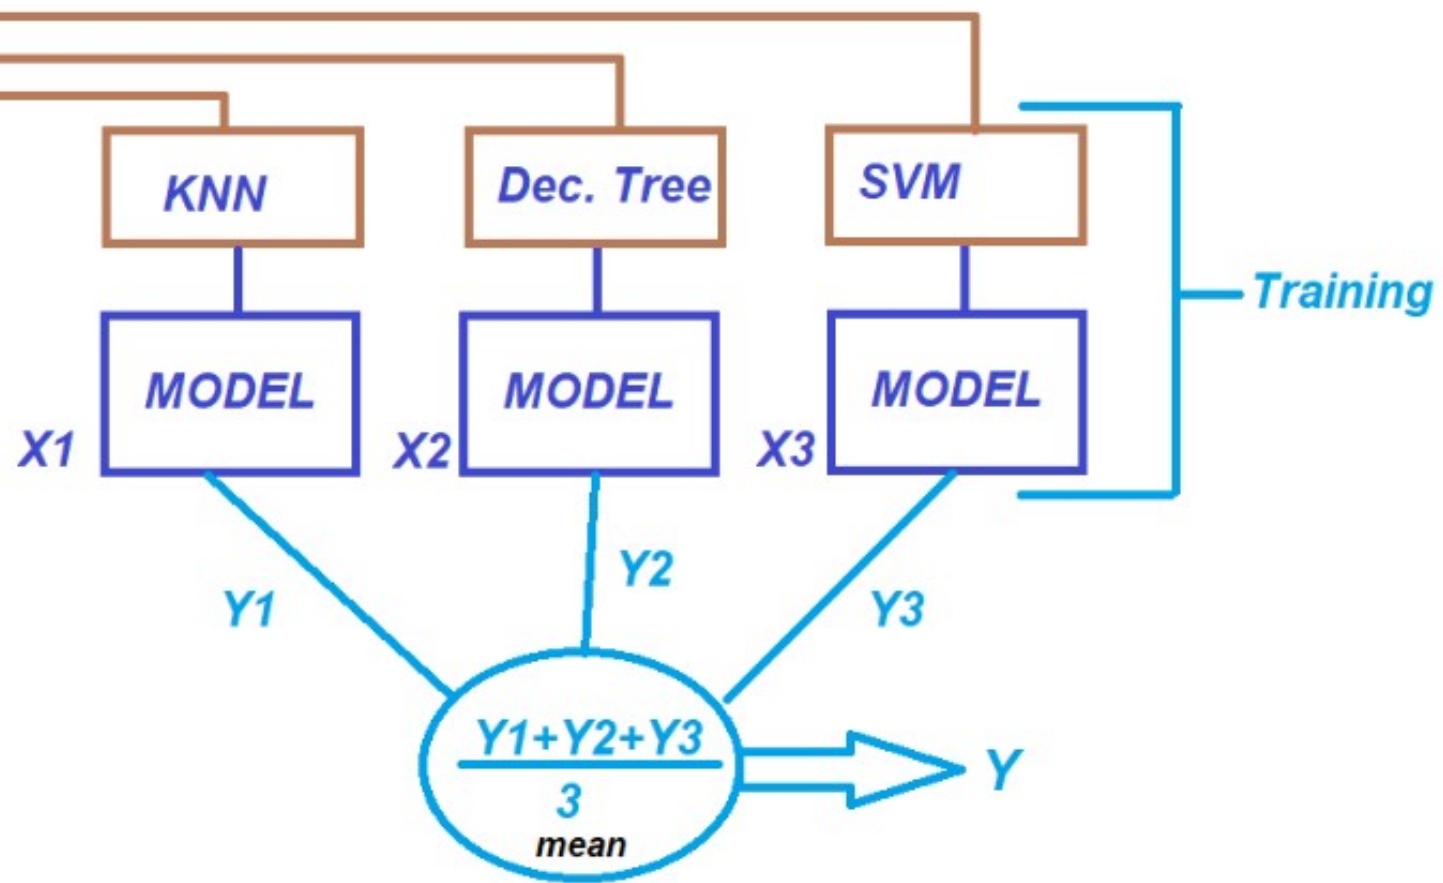 KNN
Dec. Tree
SVM
Training
MODEL
MODEL
MODEL
X1
X2
X3
Y1
Y2
Y3
Y1+Y2+Y3
3
mean
Y